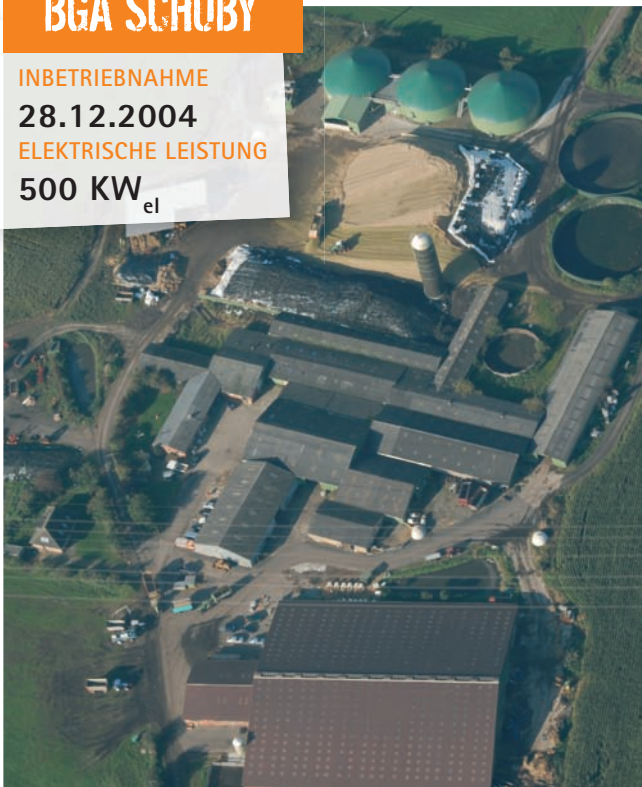 BGA SCHUBY
INBETRIEBNAHME
28.12.2004
ELEKTRISCHE LEISTUNG
500 KWel